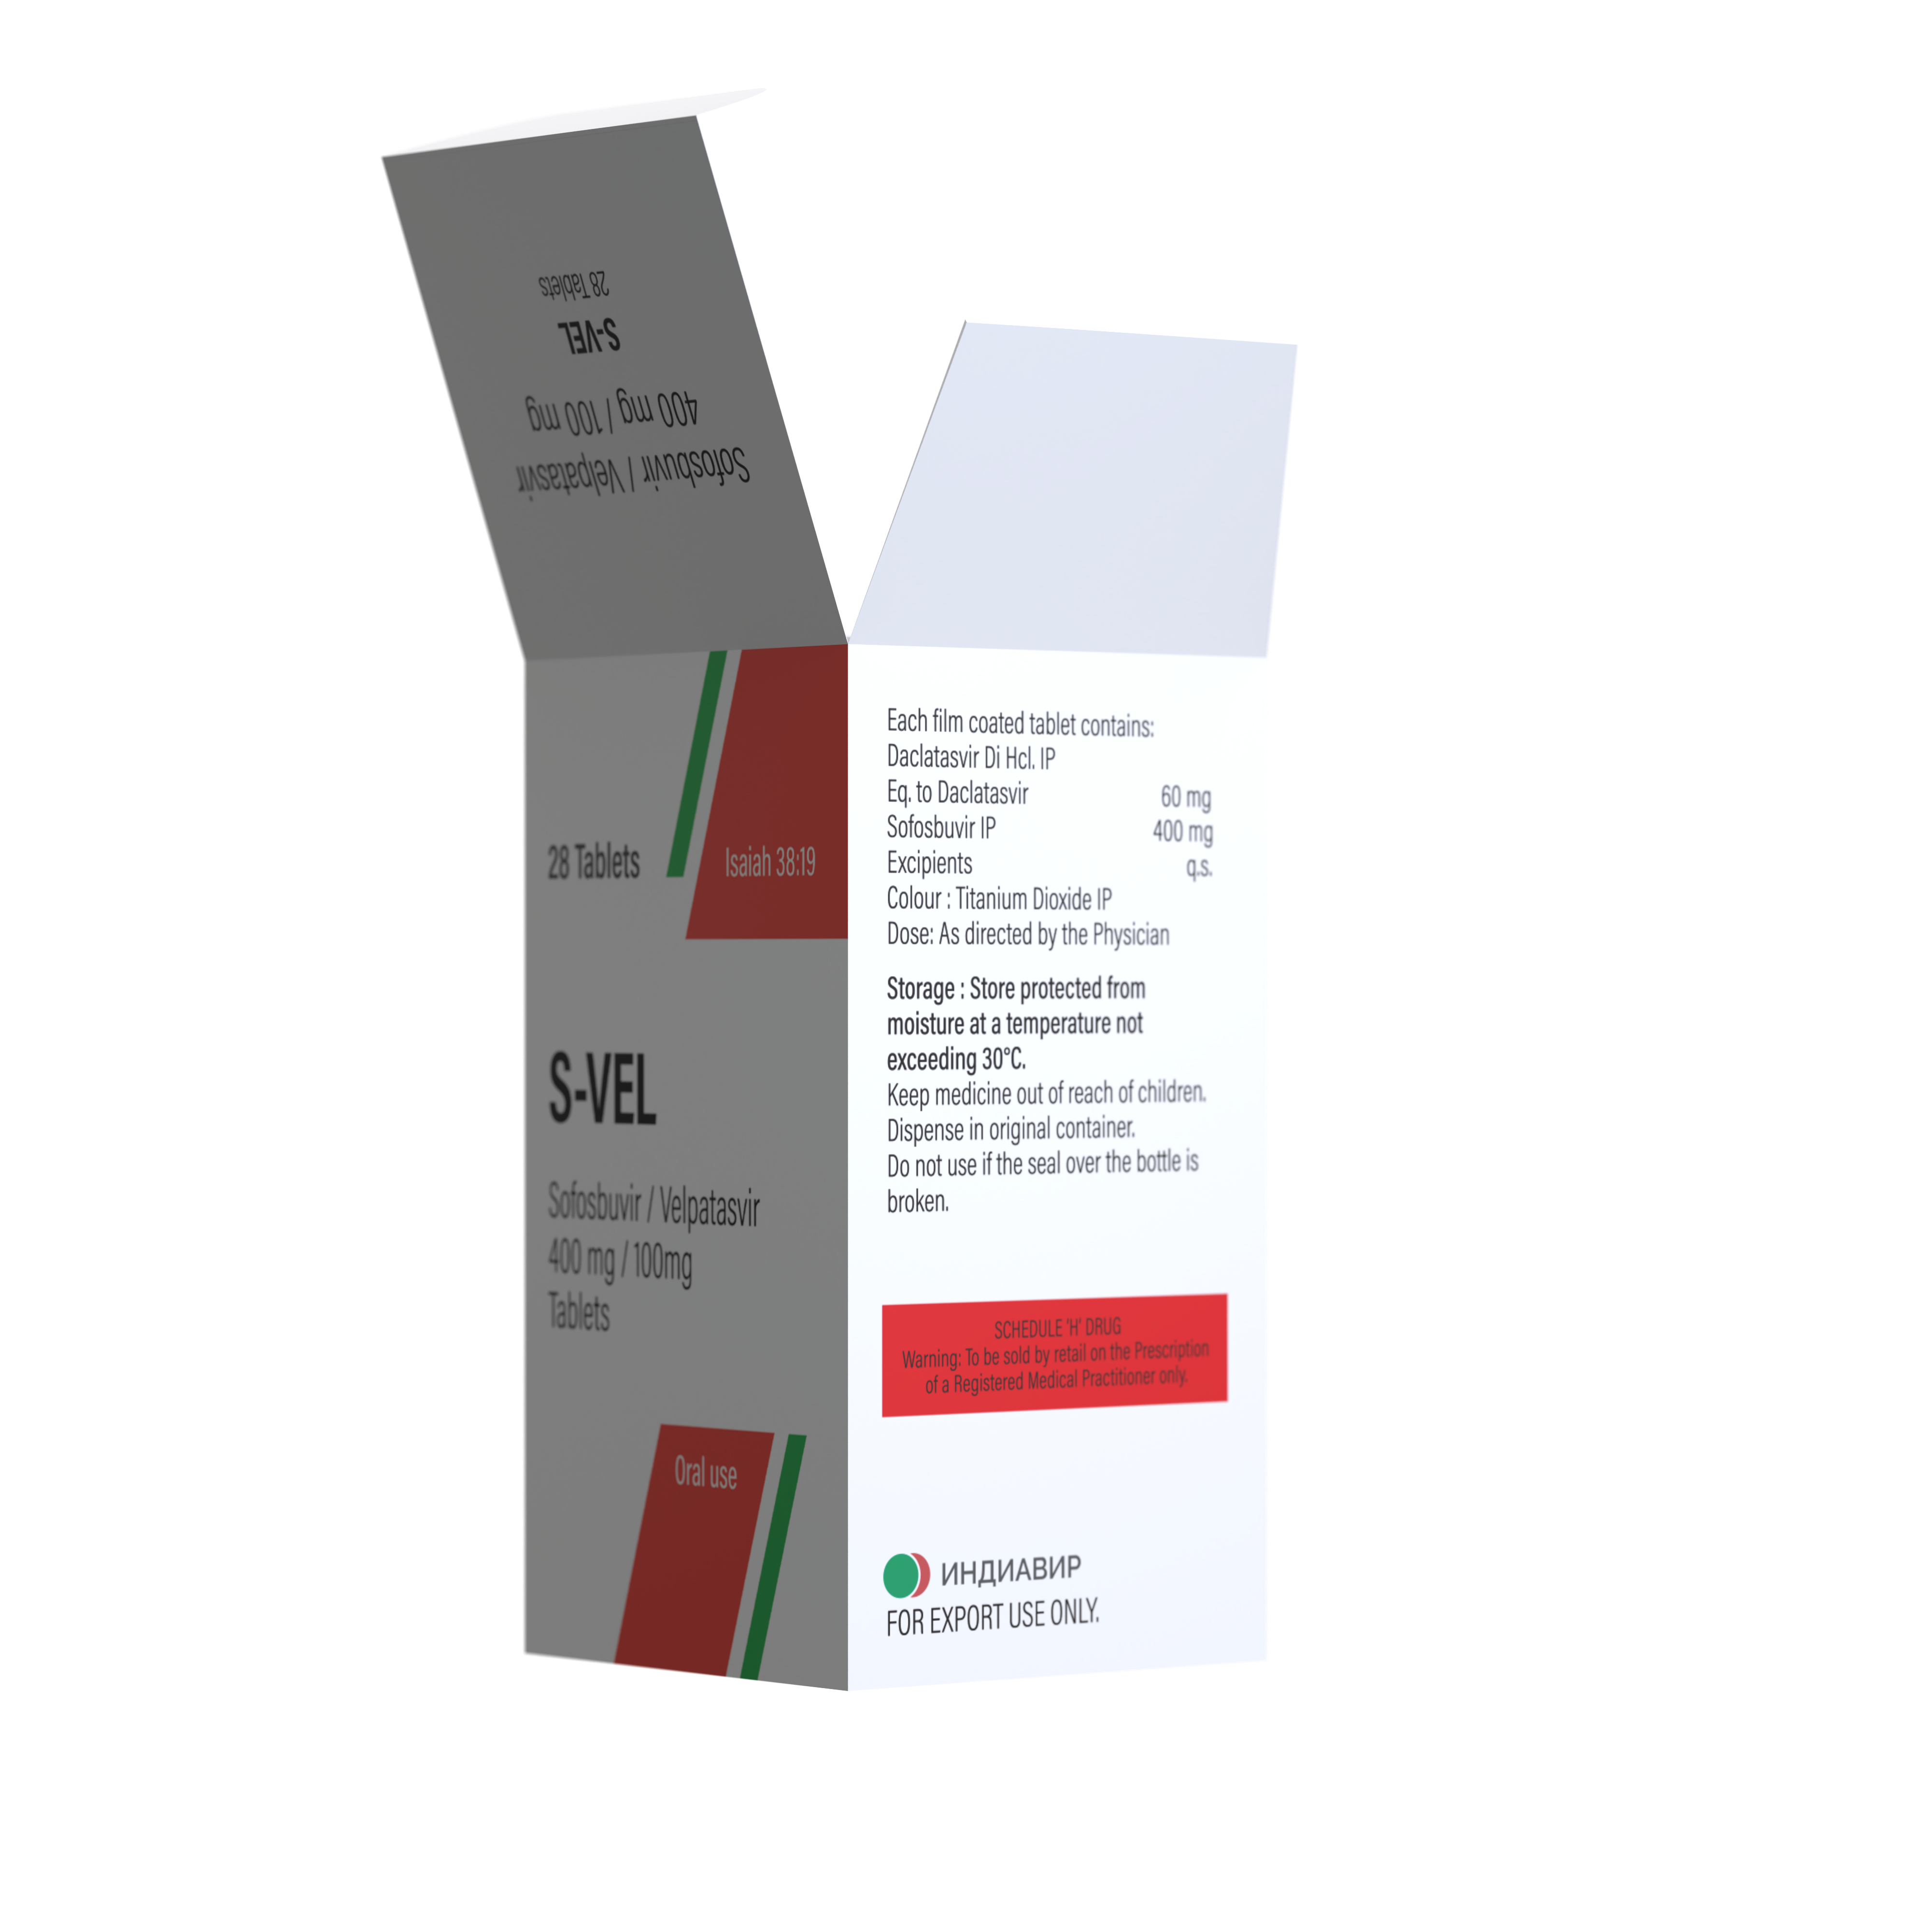 Sofosbuvir / Velpatasvir
400 mg / 100 mg
S-VEL
28 Tablets
28 Tablets
Isaiah 38:19
S-VEL
Sofosbuvir / Velpatasvir
400 mg / 100mg
Tablets
Oral use
Each film coated tablet contains:
Daclatasvir Di Hcl. IP
Eq. to Daclatasvir 60 mg
Sofosbuvir IP 400 mg
Excipients q.s.
Colour : Titanium Dioxide IP
Dose: As directed by the Physician
Storage : Store protected from
moisture at a temperature not
exceeding 30°C.
Keep medicine out of reach of children.
Dispense in original container.
Do not use if the seal over the bottle is
broken.
SCHEDULE 'H' DRUG
Warning: To be sold by retail on the Prescription
of a Registered Medical Practitioner only.
ИНДИАВИР
FOR EXPORT USE ONLY.